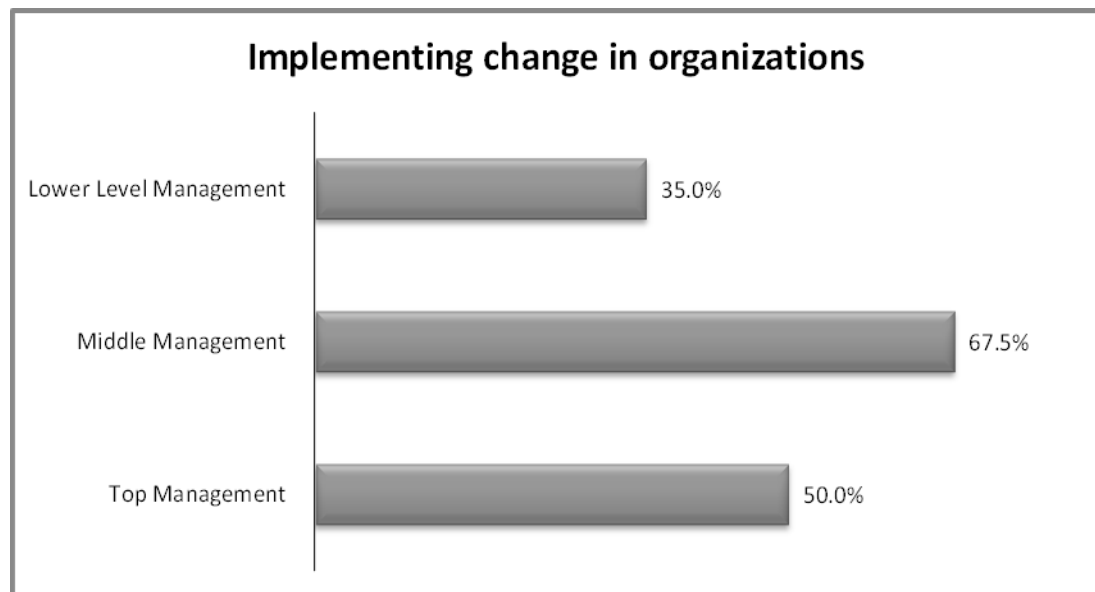 Implementing change in organizations
Lower Level Management
35.0%
Middle Management
67.5%
Top Management
50.0%